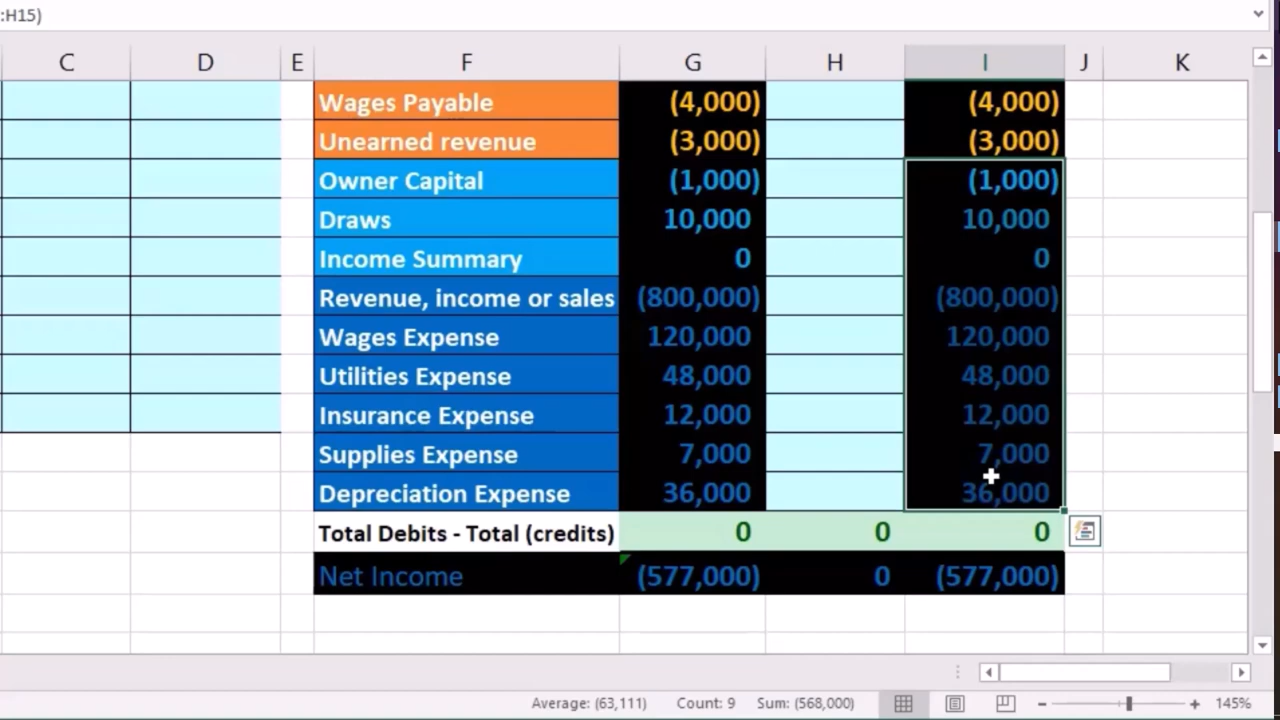 :H15)
C D E F G H I J K
Wages Payable (4,000) (4,000)
Unearned revenue (3,000) (3,000)
Owner Capital (1,000) (1,000)
Draws 10,000 10,000
Income Summary 0 0
Revenue, income or sales (800,000) (800,000)
Wages Expense 120,000 120,000
Utilities Expense 48,000 48,000
Insurance Expense 12,000 12,000
Supplies Expense 7,000 7,000
Depreciation Expense 36,000 36,000
Total Debits - Total (credits) 0 0 0
Net Income (577,000) 0 (577,000)
Average: (63,111) Count: 9 Sum: (568,000) 145%